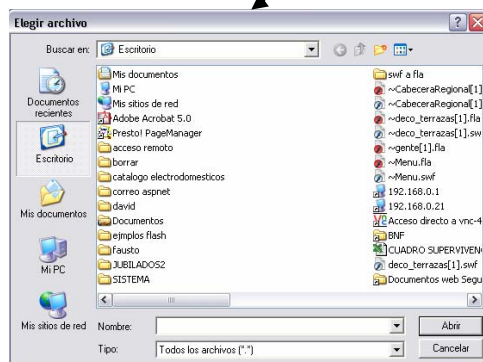 Elegir archivo
Buscar en: Escritorio
Documentos recientes
Escritorio
Mis documentos
Mi PC
Mis sitios de red
Mis documentos
Mi PC
Mis sitios de red
Adobe Acrobat 5.0
Presto! PageManager
acceso remoto
borrar
catalogo electrodomesticos
correo aspnet
david
Documentos
ejmplos flash
fausto
JUBILADOS2
SISTEMA
swf a fla
~CabeceraRegional[1]
~CabeceraRegional[1]
~deco_terrazas[1].fla
~deco_terrazas[1].sw
~gente[1].fla
~Menu.fla
~Menu.swf
192.168.0.1
192.168.0.21
Acceso directo a vnc-4
BNF
CUADRO SUPERVIVEN
deco_terrazas[1].swf
Documentos web Segu
Nombre:
Abrir
Tipo: Todos los archivos (*.*)
Cancelar